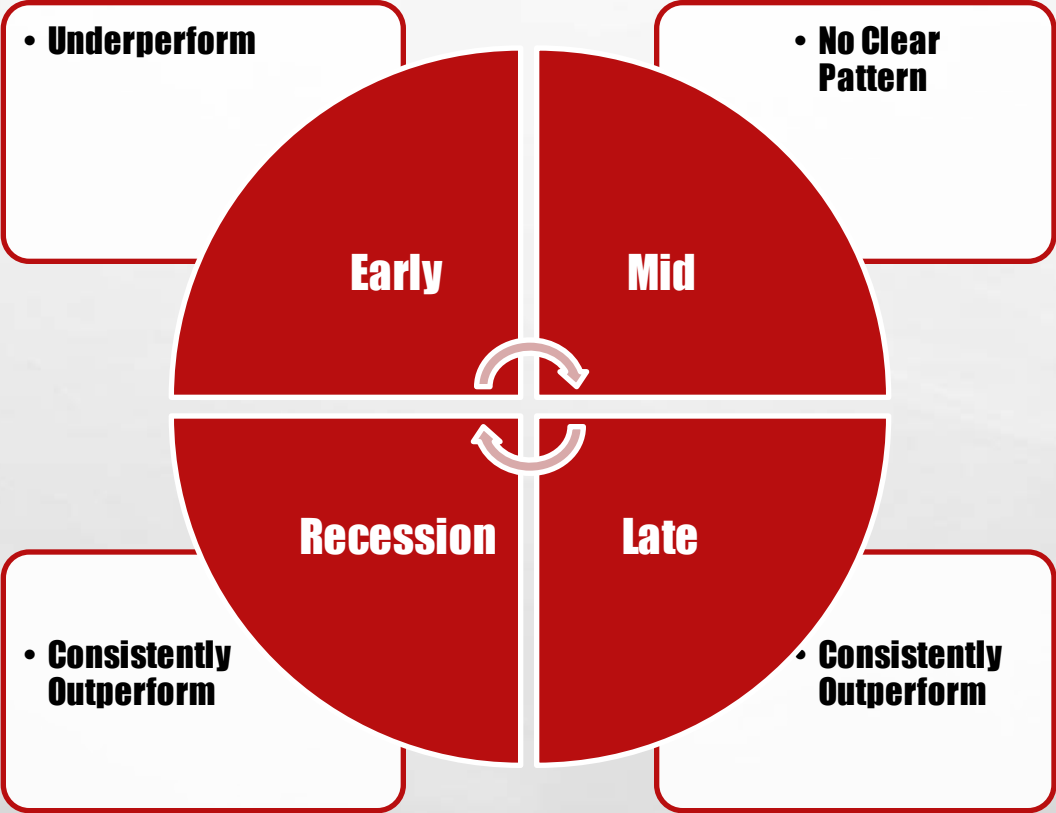 • Underperform
• No Clear
Pattern
Early
Mid
Recession
Late
• Consistently
Outperform
• Consistently
Outperform